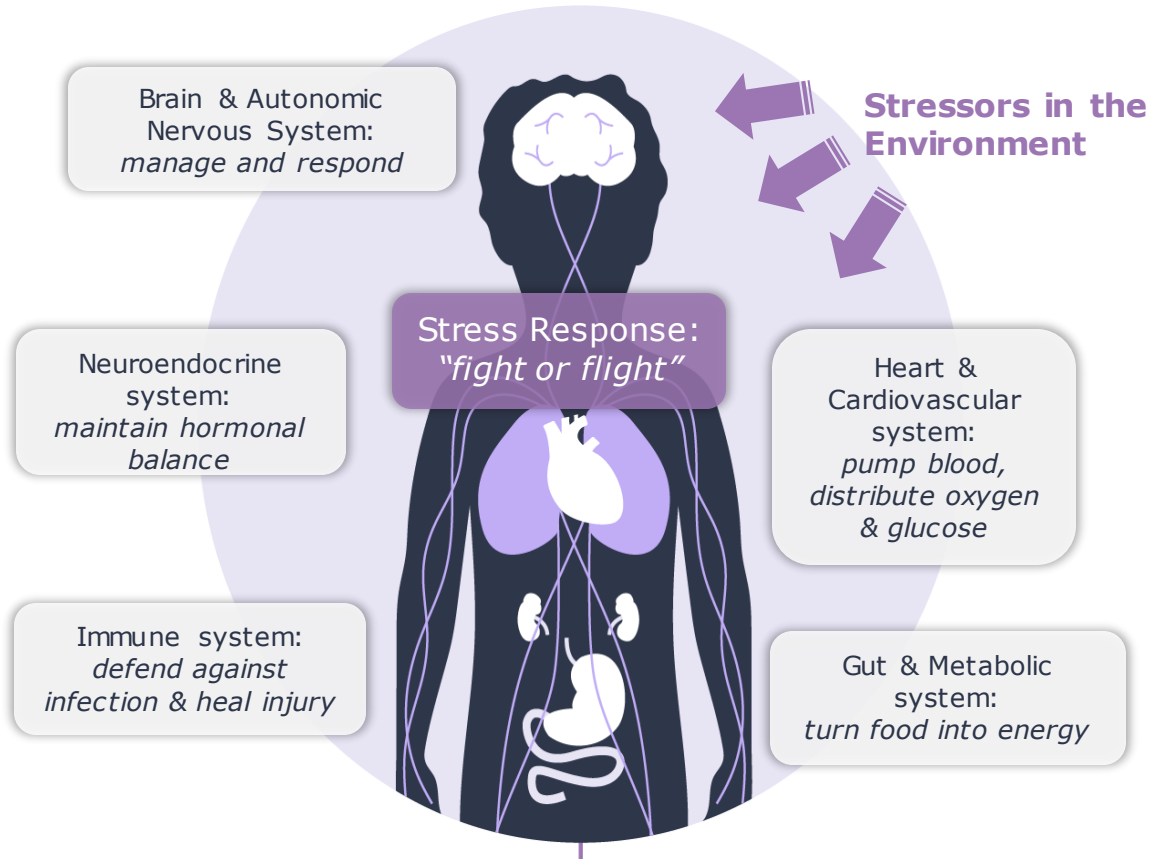 Brain & Autonomic
Nervous System:
manage and respond
Stressors in the
Environment
Stress Response:
“fight or flight”
Neuroendocrine
system:
maintain hormonal
balance
Heart &
Cardiovascular
system:
pump blood,
distribute oxygen
& glucose
Immune system:
defend against
infection & heal injury
Gut & Metabolic
system:
turn food into energy